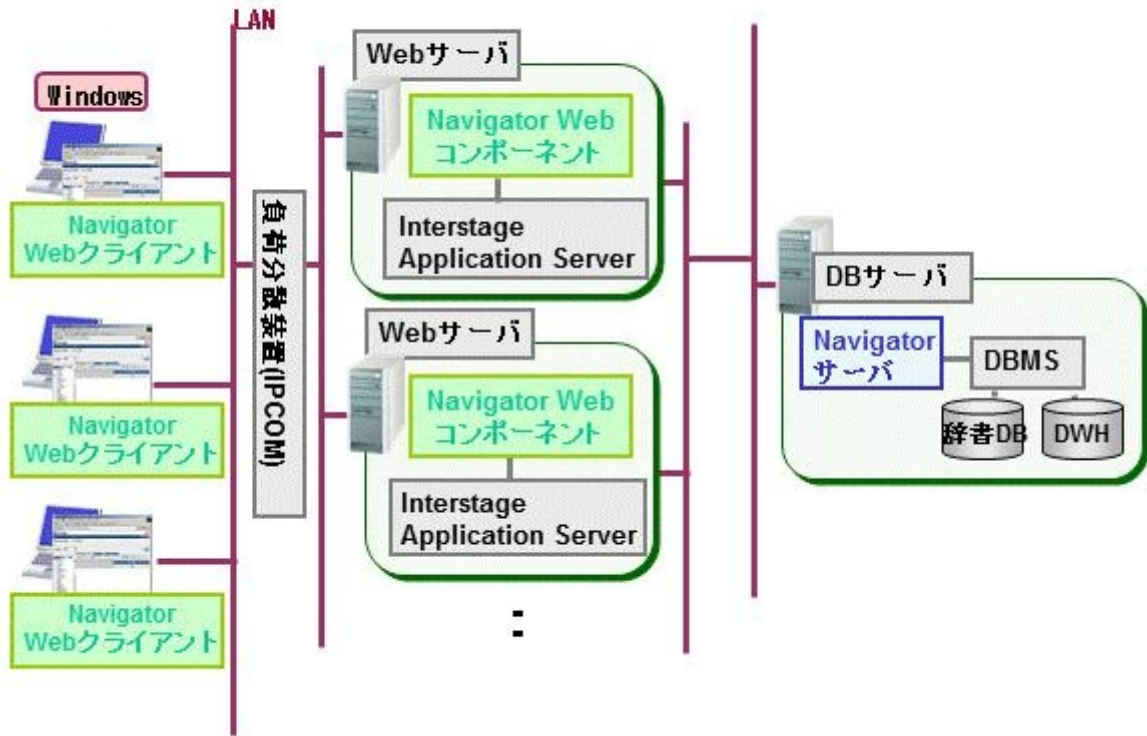 LAN
Windows
Navigator
Webクライアント
Navigator
Webクライアント
Navigator
Webクライアント
負荷分散装置(IPCOM)
Webサーバ
Navigator Web
コンポーネント
Interstage
Application Server
Webサーバ
Navigator Web
コンポーネント
Interstage
Application Server
DBサーバ
Navigator
サーバ
DBMS
辞書DB
DWH